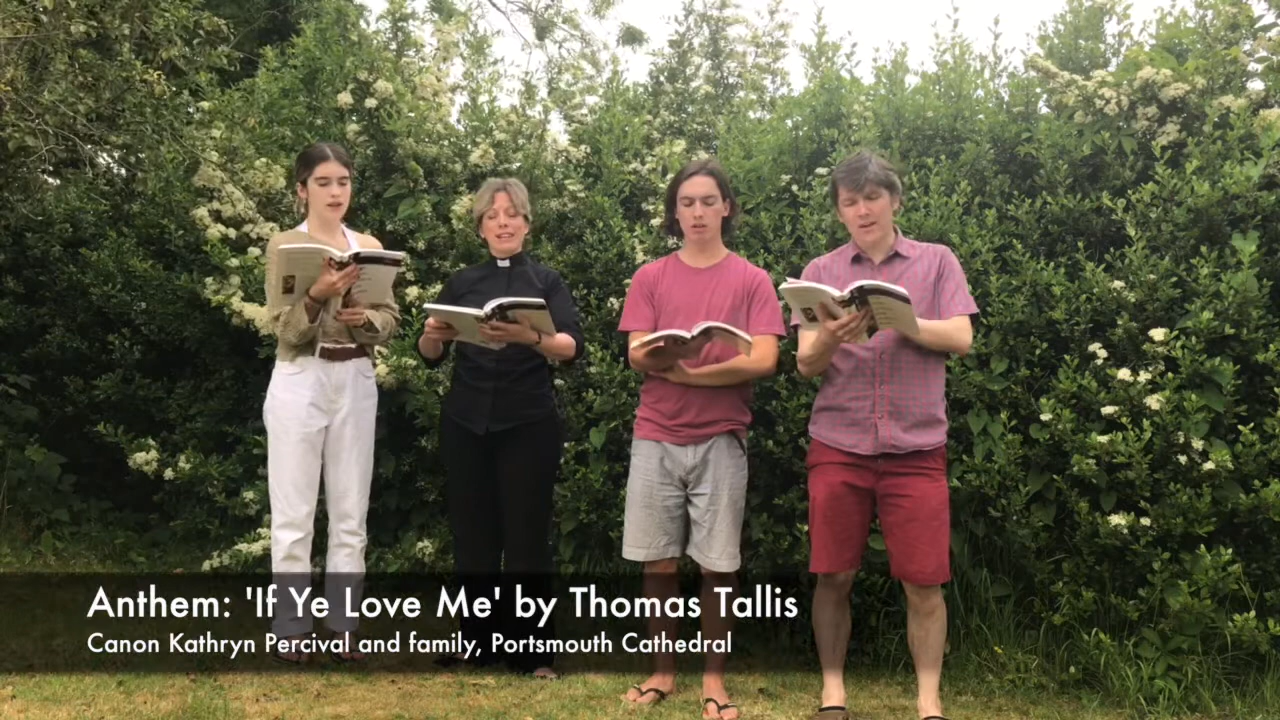 Anthem: 'If Ye Love Me' by Thomas Tallis
Canon Kathryn Percival and family, Portsmouth Cathedral